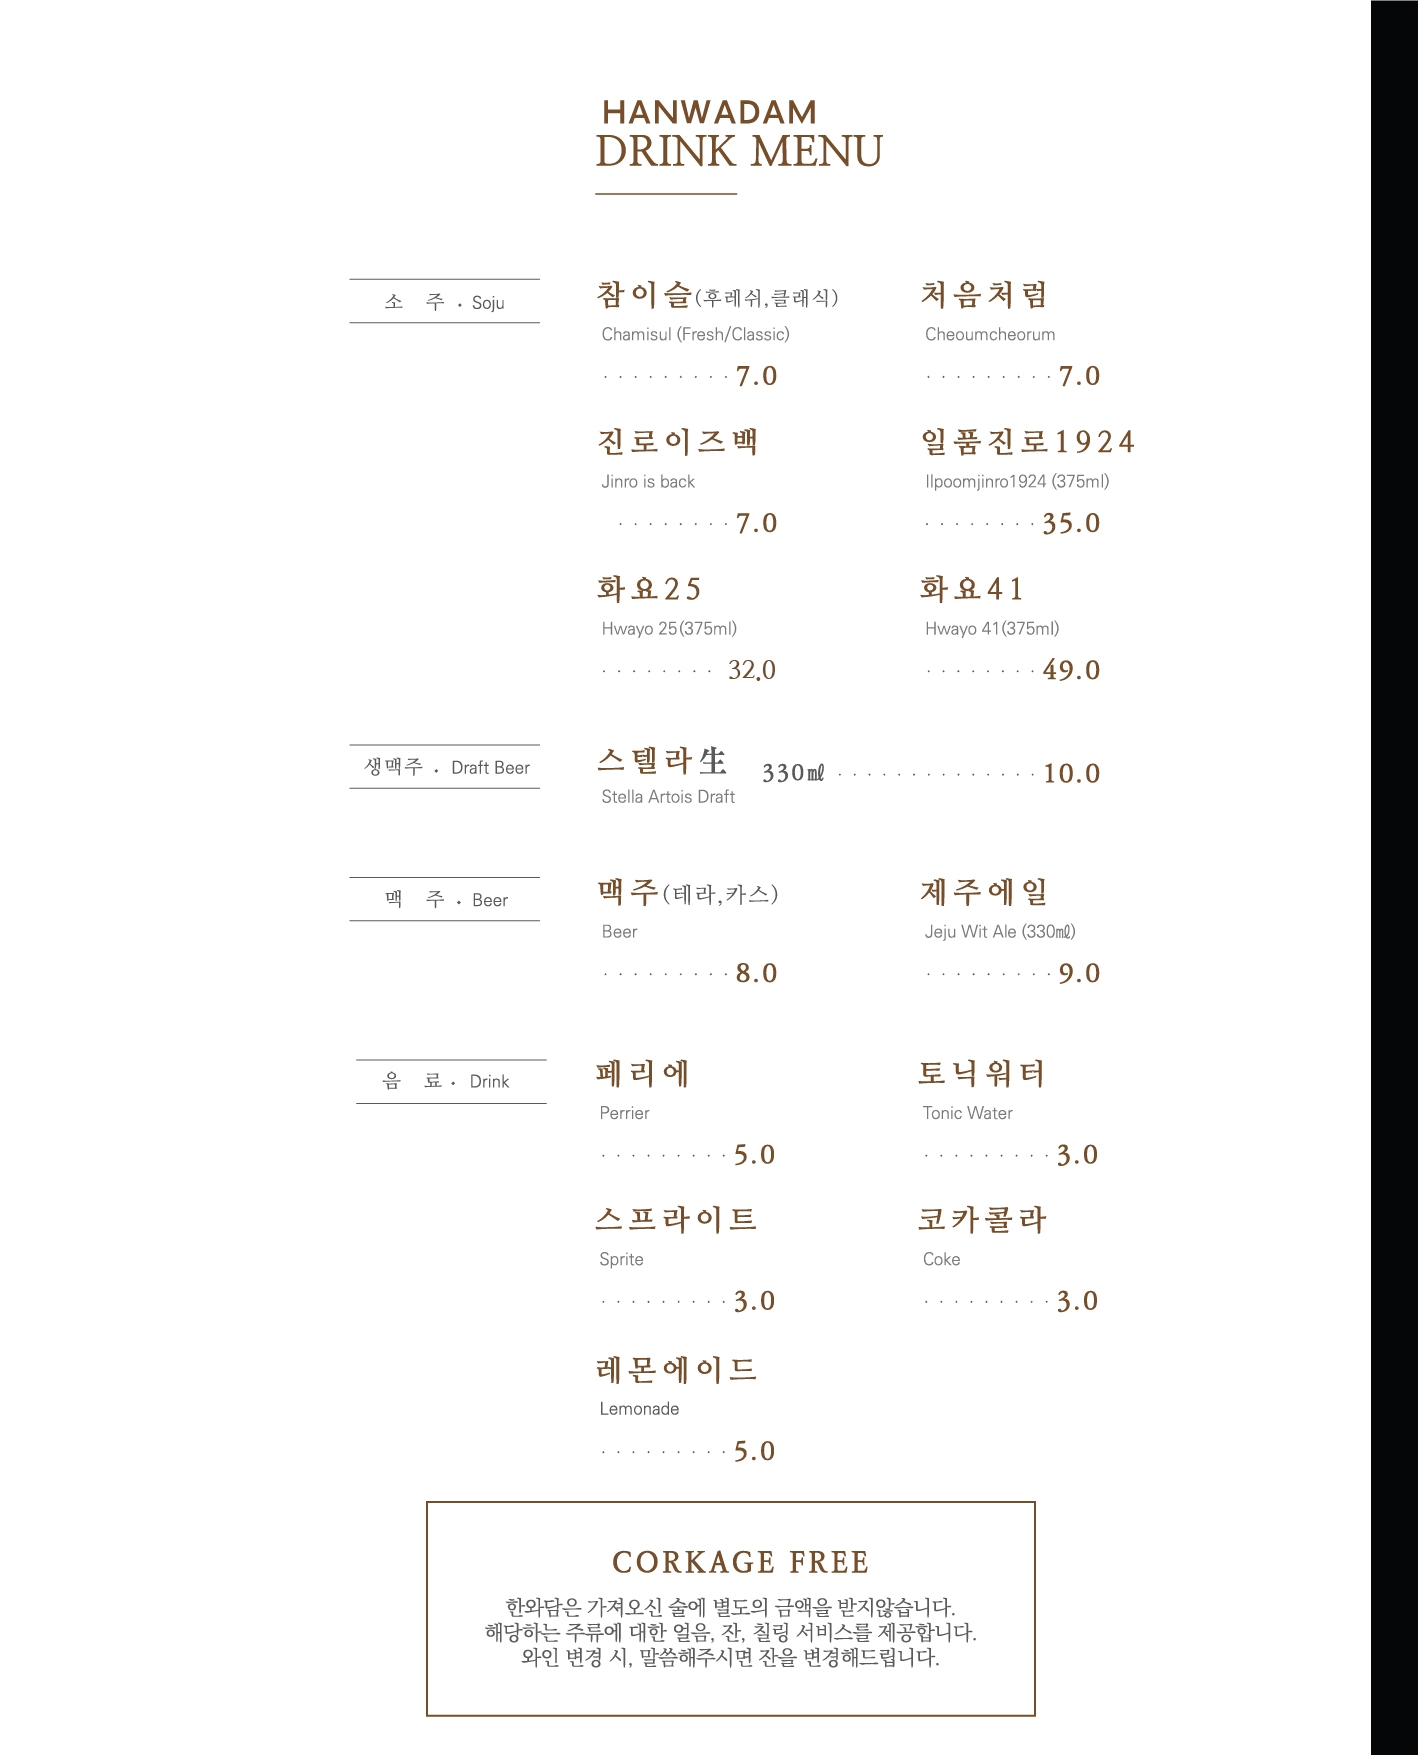 HANWADAM
DRINK MENU
소 주 · Soju
참이슬(후레쉬,클래식)
Chamisul (Fresh/Classic)
· · · · · · · · · 7.0
처음처럼
Cheoumcheorum
· · · · · · · · · 7.0
진로이즈백
Jinro is back
· · · · · · · · 7.0
일품진로1924
Ilpoomjinro1924 (375ml)
· · · · · · · · 35.0
화요25
Hwayo 25(375ml)
· · · · · · · · 32.0
화요41
Hwayo 41(375ml)
· · · · · · · · 49.0
생맥주 · Draft Beer
스텔라生 330㎖ · · · · · · · · · · · · · · 10.0
Stella Artois Draft
맥 주 · Beer
맥주(테라,카스)
Beer
· · · · · · · · · 8.0
제주에일
Jeju Wit Ale (330㎖)
· · · · · · · · · 9.0
음 료 · Drink
페리에
Perrier
· · · · · · · · · 5.0
토닉워터
Tonic Water
· · · · · · · · · 3.0
스프라이트
Sprite
· · · · · · · · · 3.0
코카콜라
Coke
· · · · · · · · · 3.0
레몬에이드
Lemonade
· · · · · · · · · 5.0
CORKAGE FREE
한와담은 가져오신 술에 별도의 금액을 받지않습니다.
해당하는 주류에 대한 얼음, 잔, 칠링 서비스를 제공합니다.
와인 변경 시, 말씀해주시면 잔을 변경해드립니다.